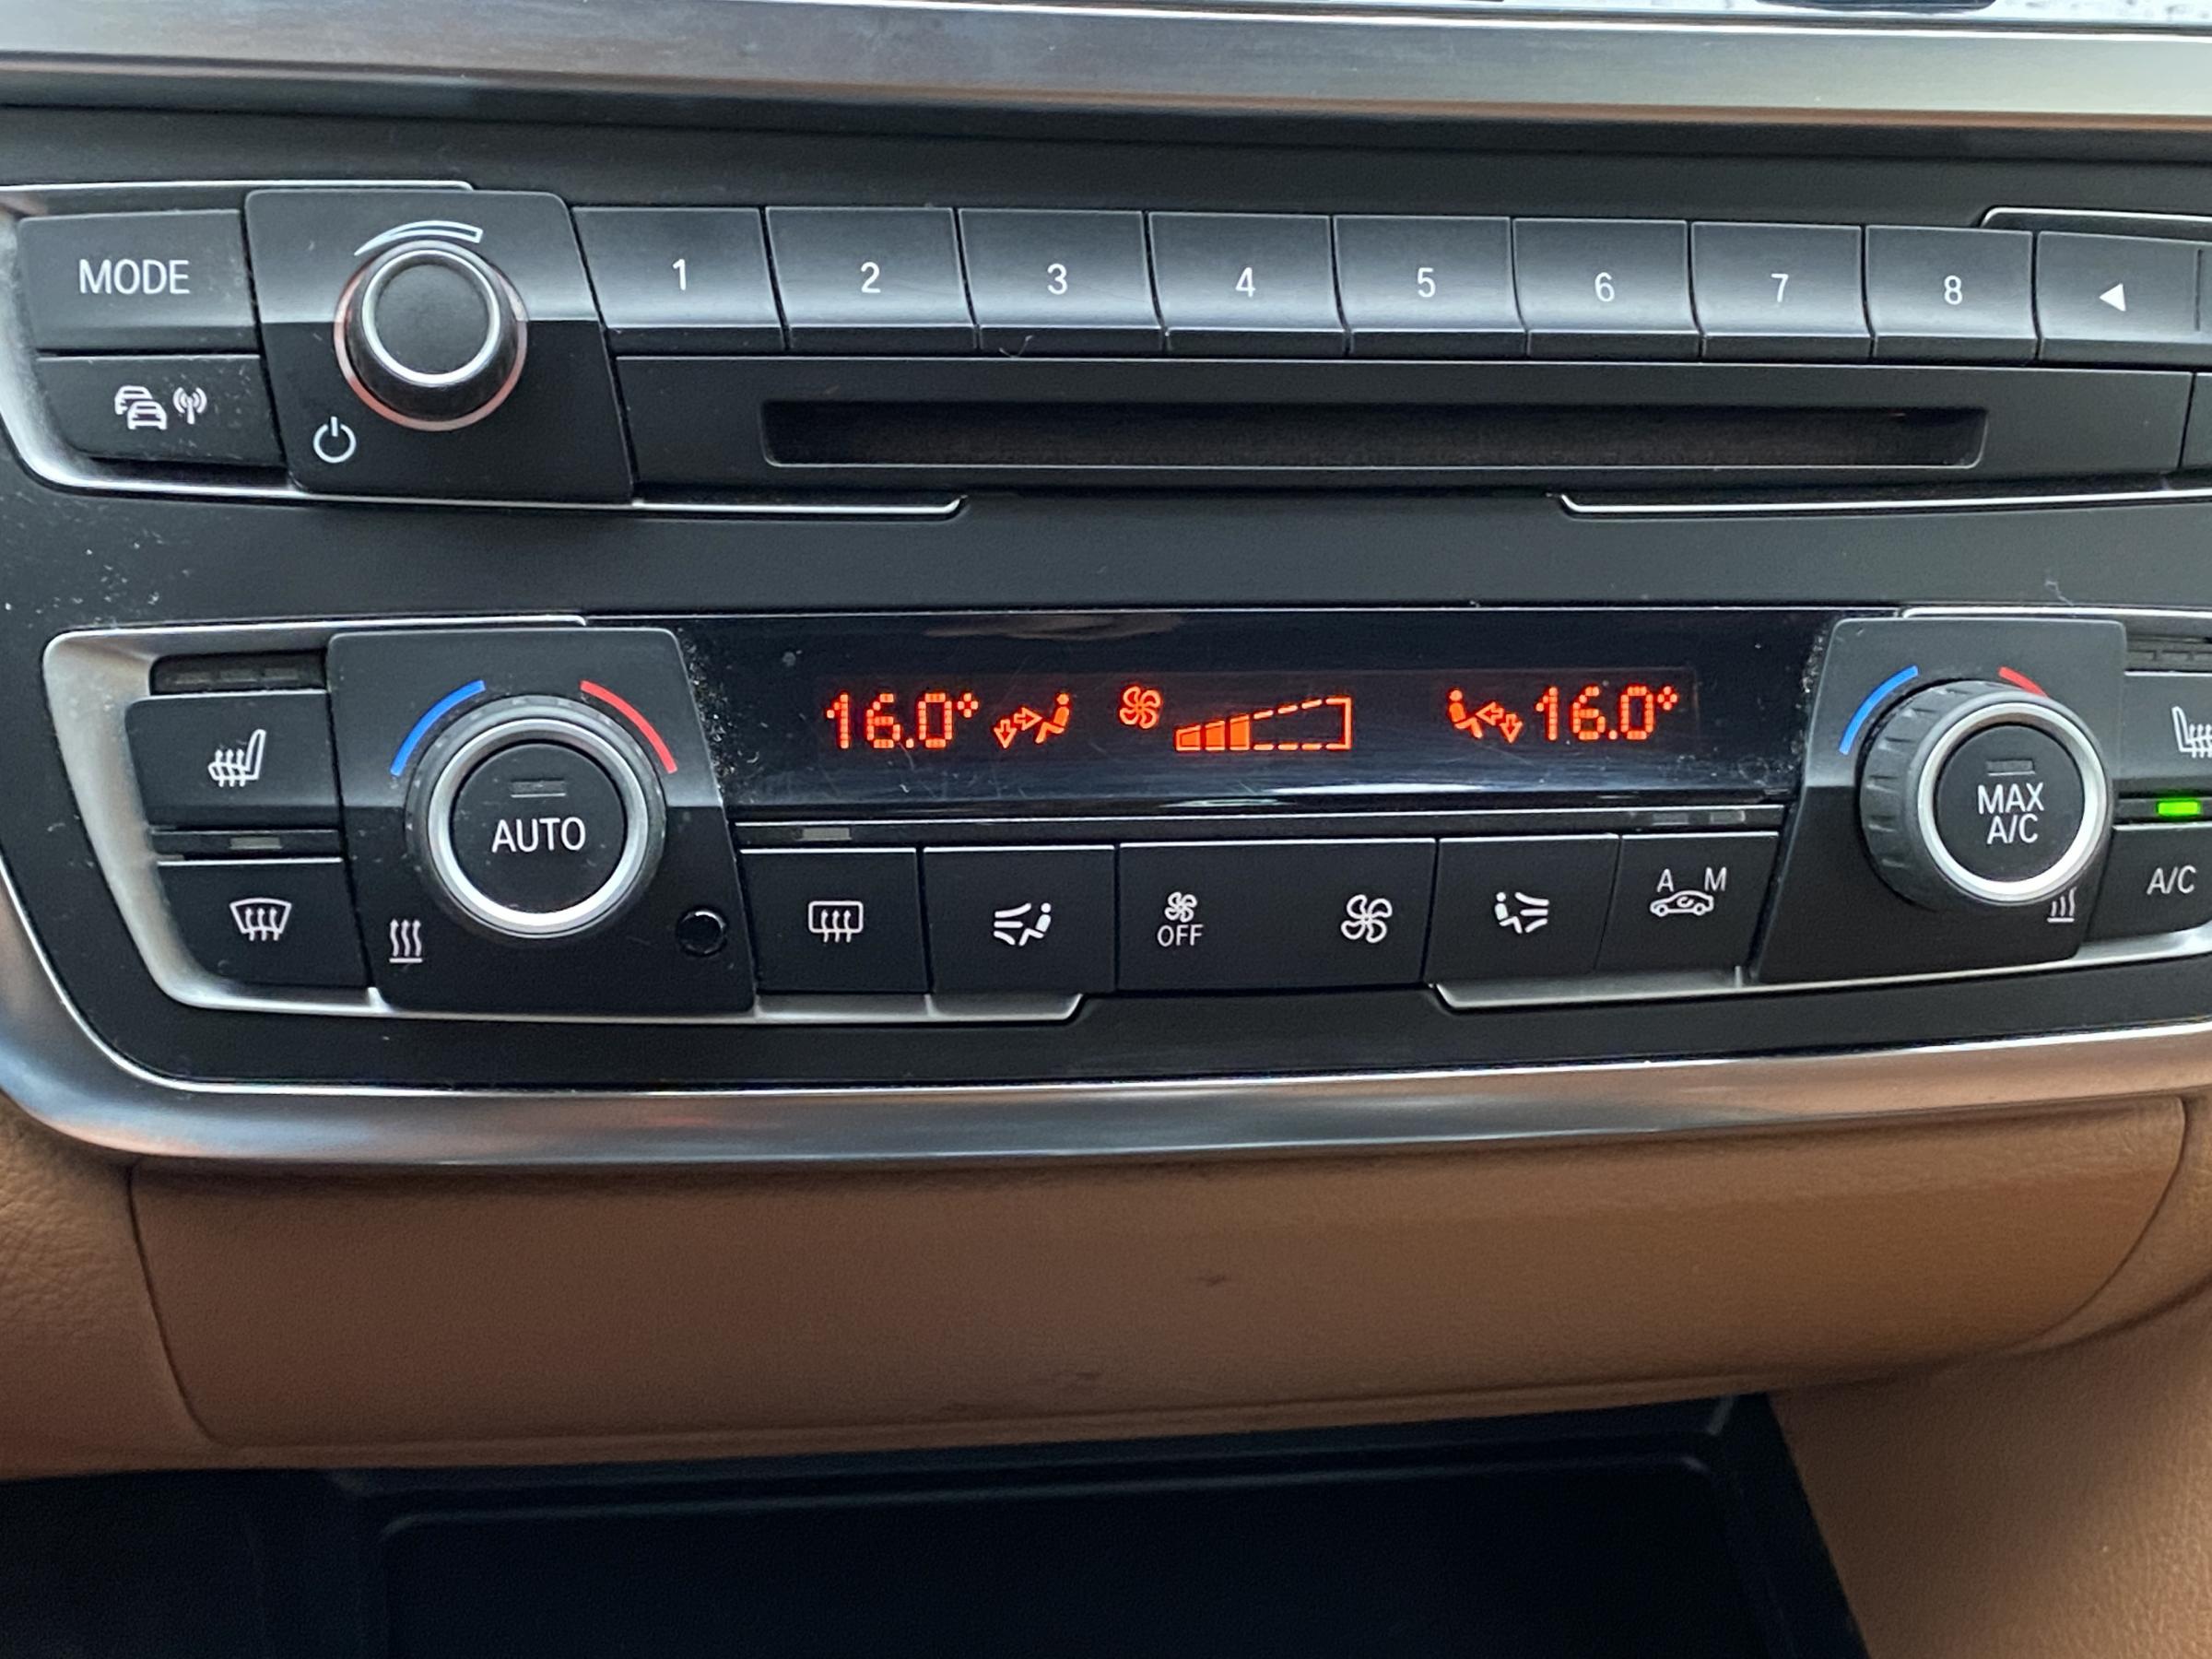 MODE
1 2 3 4 5 6 7 8
16.0° 16.0°
AUTO
MAX
A/C
A M
OFF
A/C